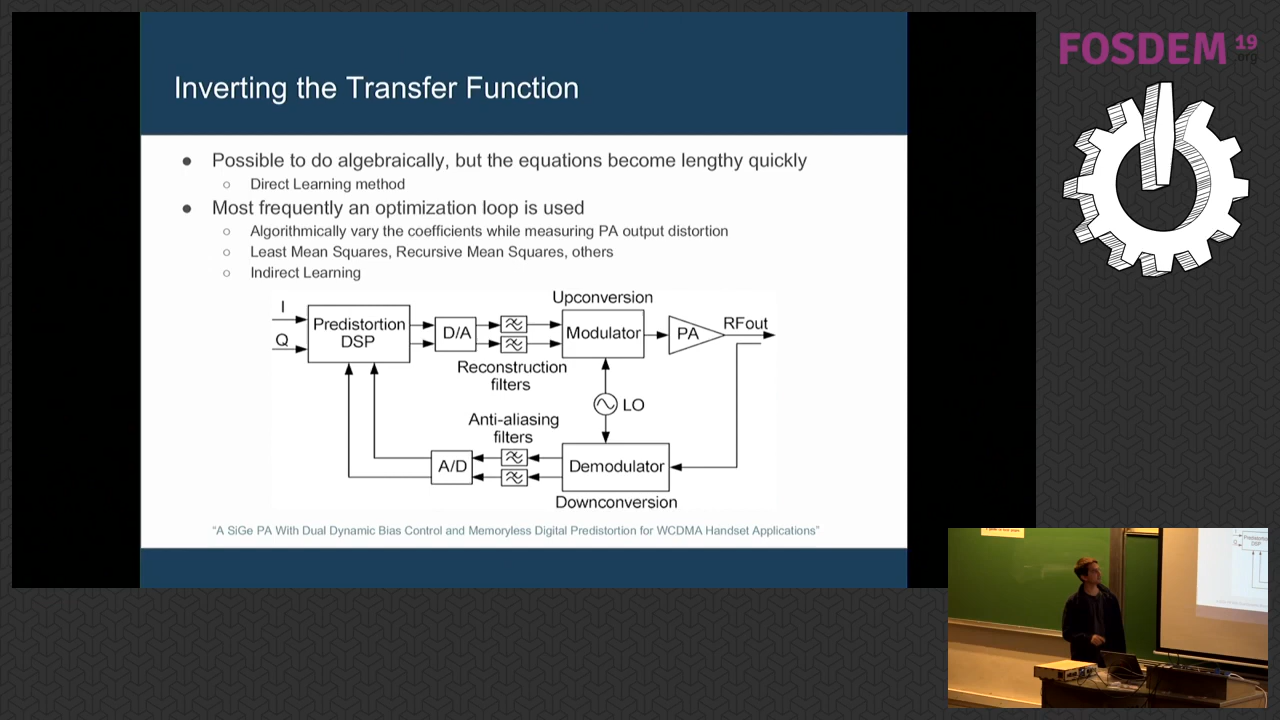 Inverting the Transfer Function
● Possible to do algebraically, but the equations become lengthy quickly
○ Direct Learning method
● Most frequently an optimization loop is used
○ Algorithmically vary the coefficients while measuring PA output distortion
○ Least Mean Squares, Recursive Mean Squares, others
○ Indirect Learning
Upconversion
I
Q
Predistortion
DSP
D/A
Modulator
PA
RFout
Reconstruction
filters
LO
Anti-aliasing
filters
A/D
Demodulator
Downconversion
“A SiGe PA With Dual Dynamic Bias Control and Memoryless Digital Predistortion for WCDMA Handset Applications”
FOSDEM 19
.org
Predistortion
DSP